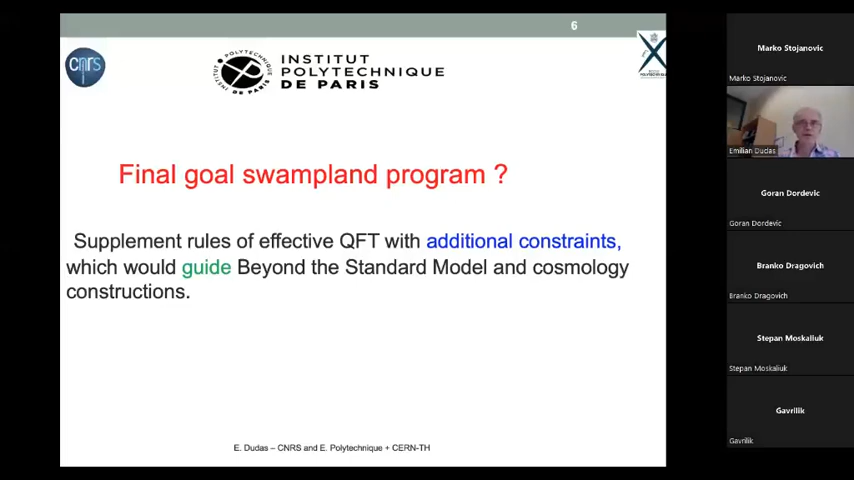 6
cnrs
INSTITUT
POLYTECHNIQUE
DE PARIS
Final goal swampland program ?
Supplement rules of effective QFT with additional constraints,
which would guide Beyond the Standard Model and cosmology
constructions.
E. Dudas – CNRS and E. Polytechnique + CERN-TH
Marko Stojanovic
Marko Stojanovic
Emilian Dudas
Goran Dordevic
Goran Dordevic
Branko Dragovich
Branko Dragovich
Stepan Moskaliuk
Stepan Moskaliuk
Gavrilik
Gavrilik